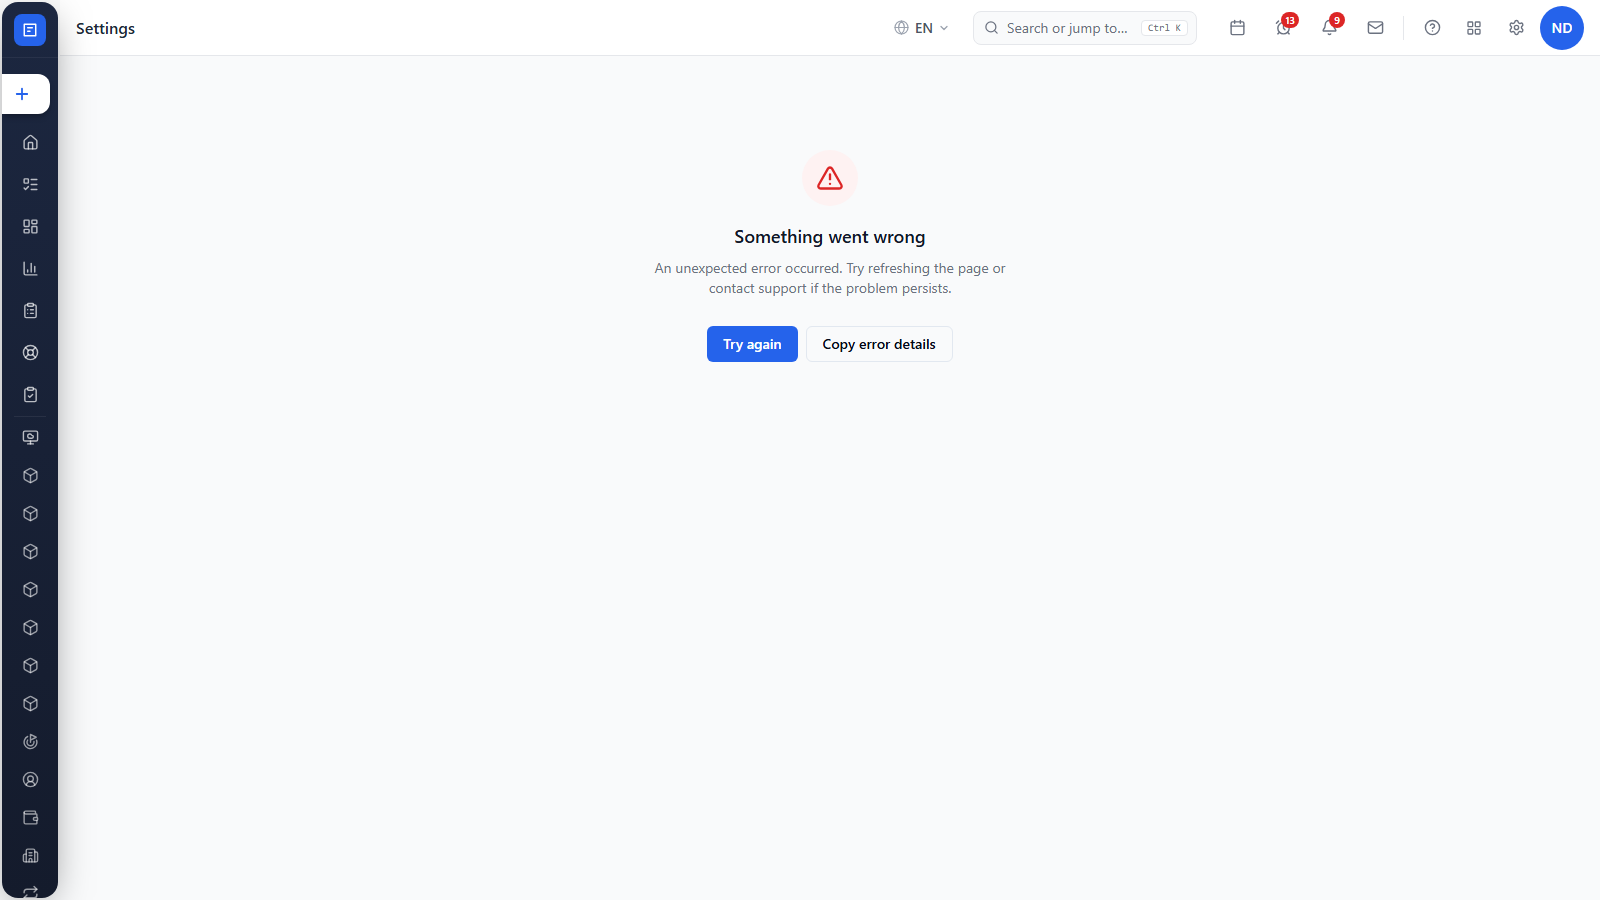 Settings
EN
Search or jump to...
Ctrl K
13
9
ND
Something went wrong
An unexpected error occurred. Try refreshing the page or
contact support if the problem persists.
Try again
Copy error details